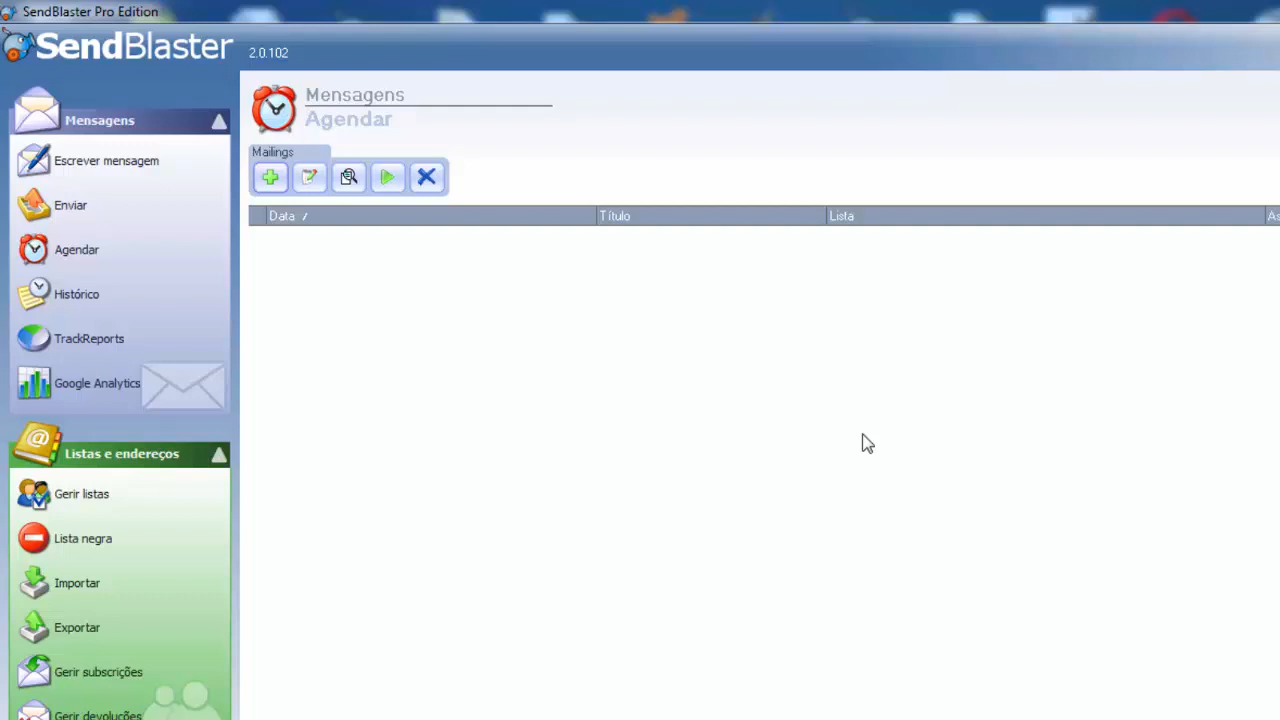 SendBlaster Pro Edition
SendBlaster
2.0.102
Mensagens
Agendar
Mailings
Data
Título
Lista
Mensagens
Escrever mensagem
Enviar
Agendar
Histórico
TrackReports
Google Analytics
Listas e endereços
Gerir listas
Lista negra
Importar
Exportar
Gerir subscrições
Gerir devoluções